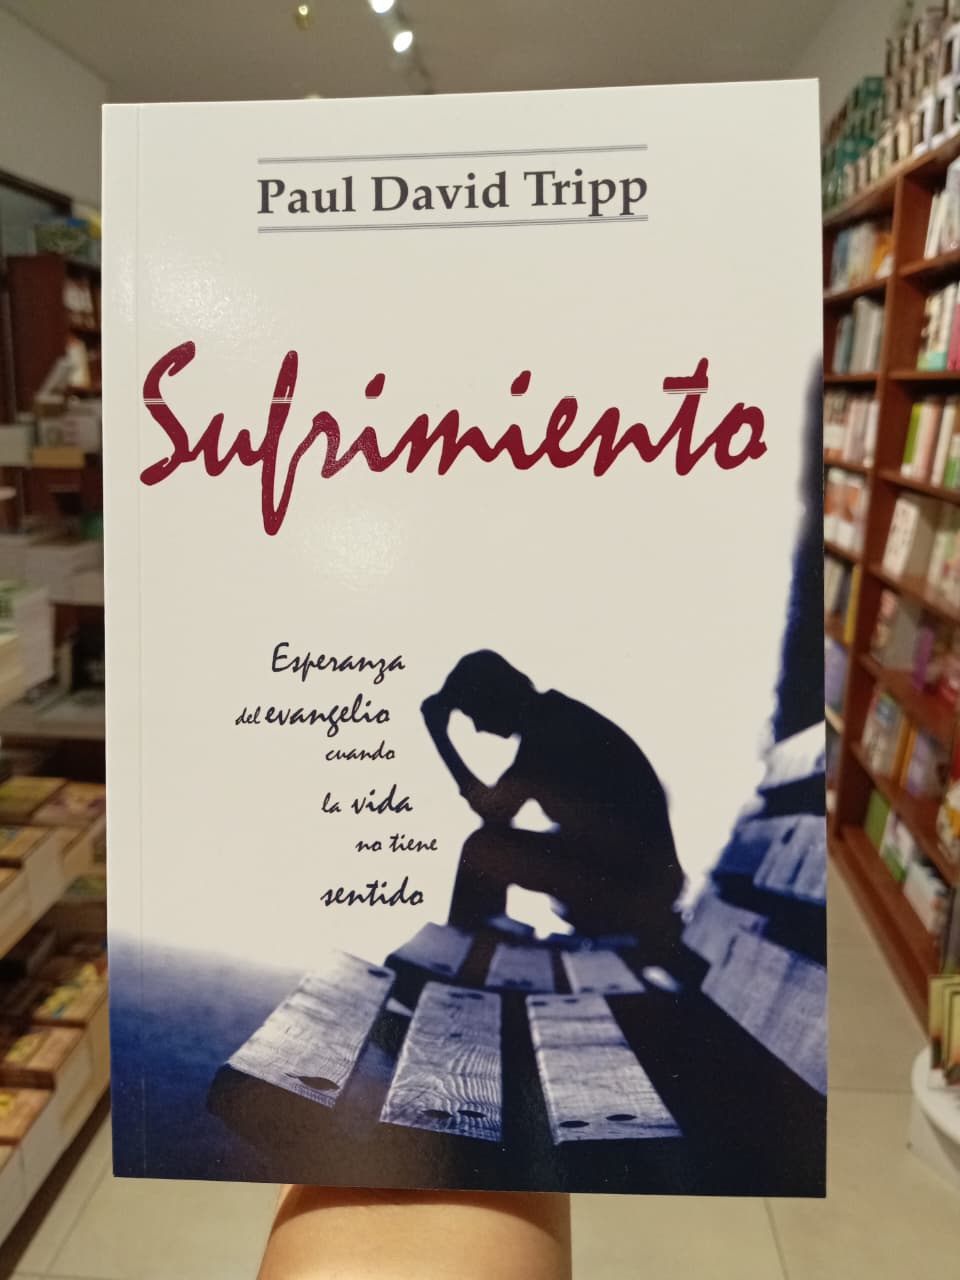 Paul David Tripp
Sufrimiento
Esperanza
del evangelio
cuando
la vida
no tiene
sentido